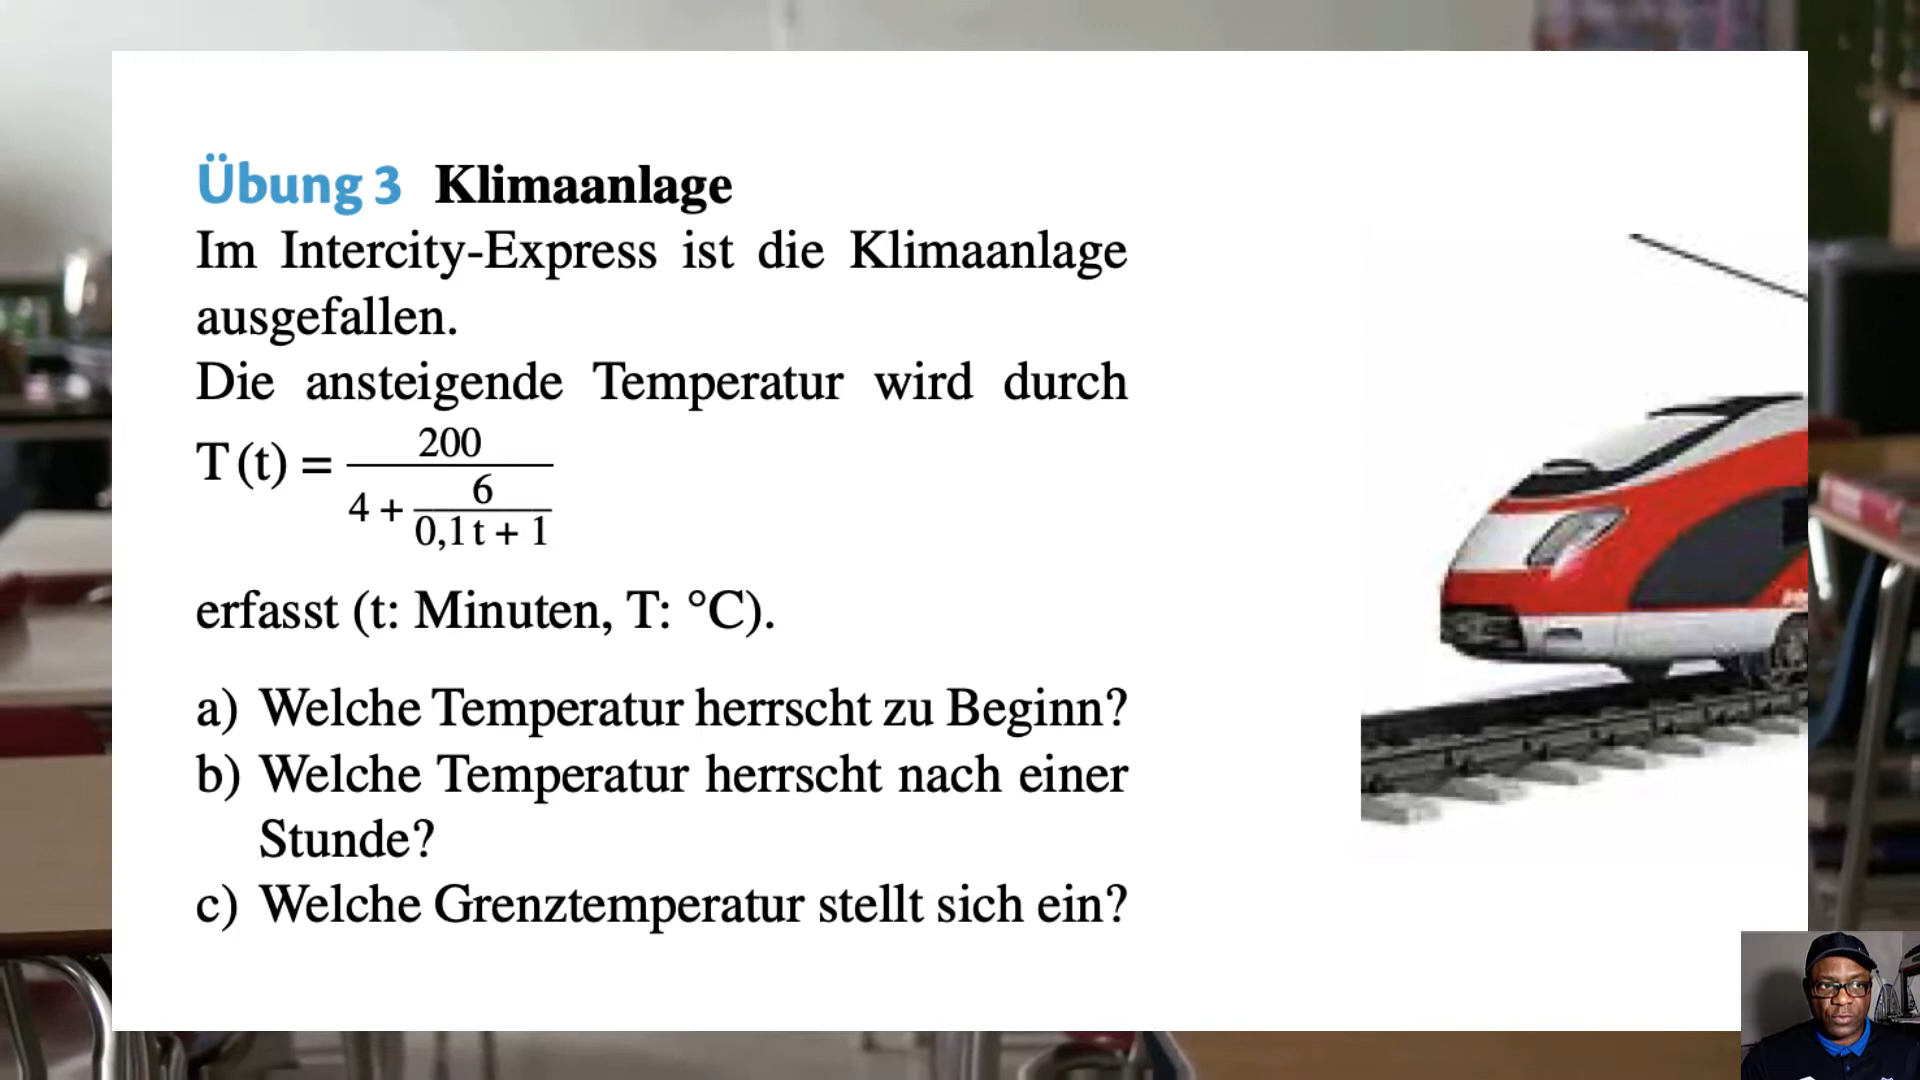 Übung 3 Klimaanlage
Im Intercity-Express ist die Klimaanlage
ausgefallen.
Die ansteigende Temperatur wird durch
T(t) = 200 / (4 + 6 / (0,1t + 1))
erfasst (t: Minuten, T: °C).
a) Welche Temperatur herrscht zu Beginn?
b) Welche Temperatur herrscht nach einer
Stunde?
c) Welche Grenztemperatur stellt sich ein?